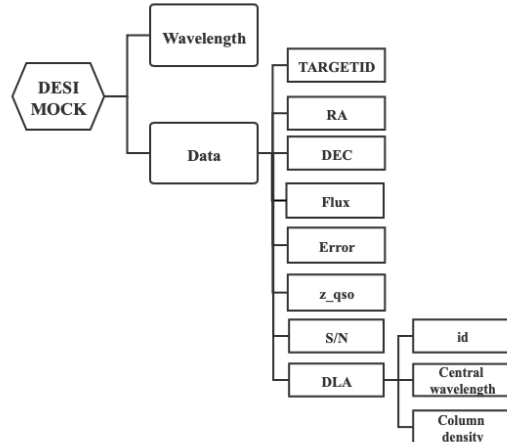 DESI
MOCK
Wavelength
Data
TARGETID
RA
DEC
Flux
Error
z_qso
S/N
DLA
id
Central
wavelength
Column
density